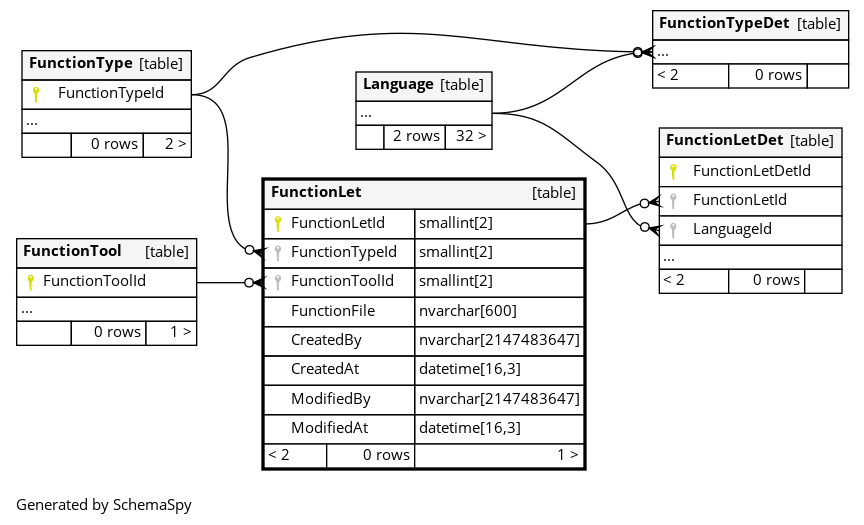 FunctionType [table]
FunctionTypeId
...
0 rows 2 >
Language [table]
...
2 rows 32 >
FunctionTypeDet [table]
...
< 2 0 rows
FunctionLetDet [table]
FunctionLetDetId
FunctionLetId
LanguageId
...
< 2 0 rows
FunctionTool [table]
FunctionToolId
...
0 rows 1 >
FunctionLet [table]
FunctionLetId smallint[2]
FunctionTypeId smallint[2]
FunctionToolId smallint[2]
FunctionFile nvarchar[600]
CreatedBy nvarchar[2147483647]
CreatedAt datetime[16,3]
ModifiedBy nvarchar[2147483647]
ModifiedAt datetime[16,3]
< 2 0 rows 1 >
Generated by SchemaSpy